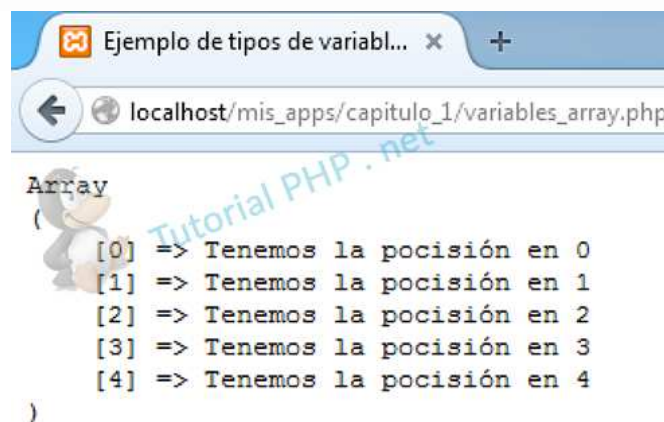 Ejemplo de tipos de variabl... ×
+
localhost/mis_apps/capitulo_1/variables_array.php
Tutorial PHP . net
Array
(
    [0] => Tenemos la pocisión en 0
    [1] => Tenemos la pocisión en 1
    [2] => Tenemos la pocisión en 2
    [3] => Tenemos la pocisión en 3
    [4] => Tenemos la pocisión en 4
)